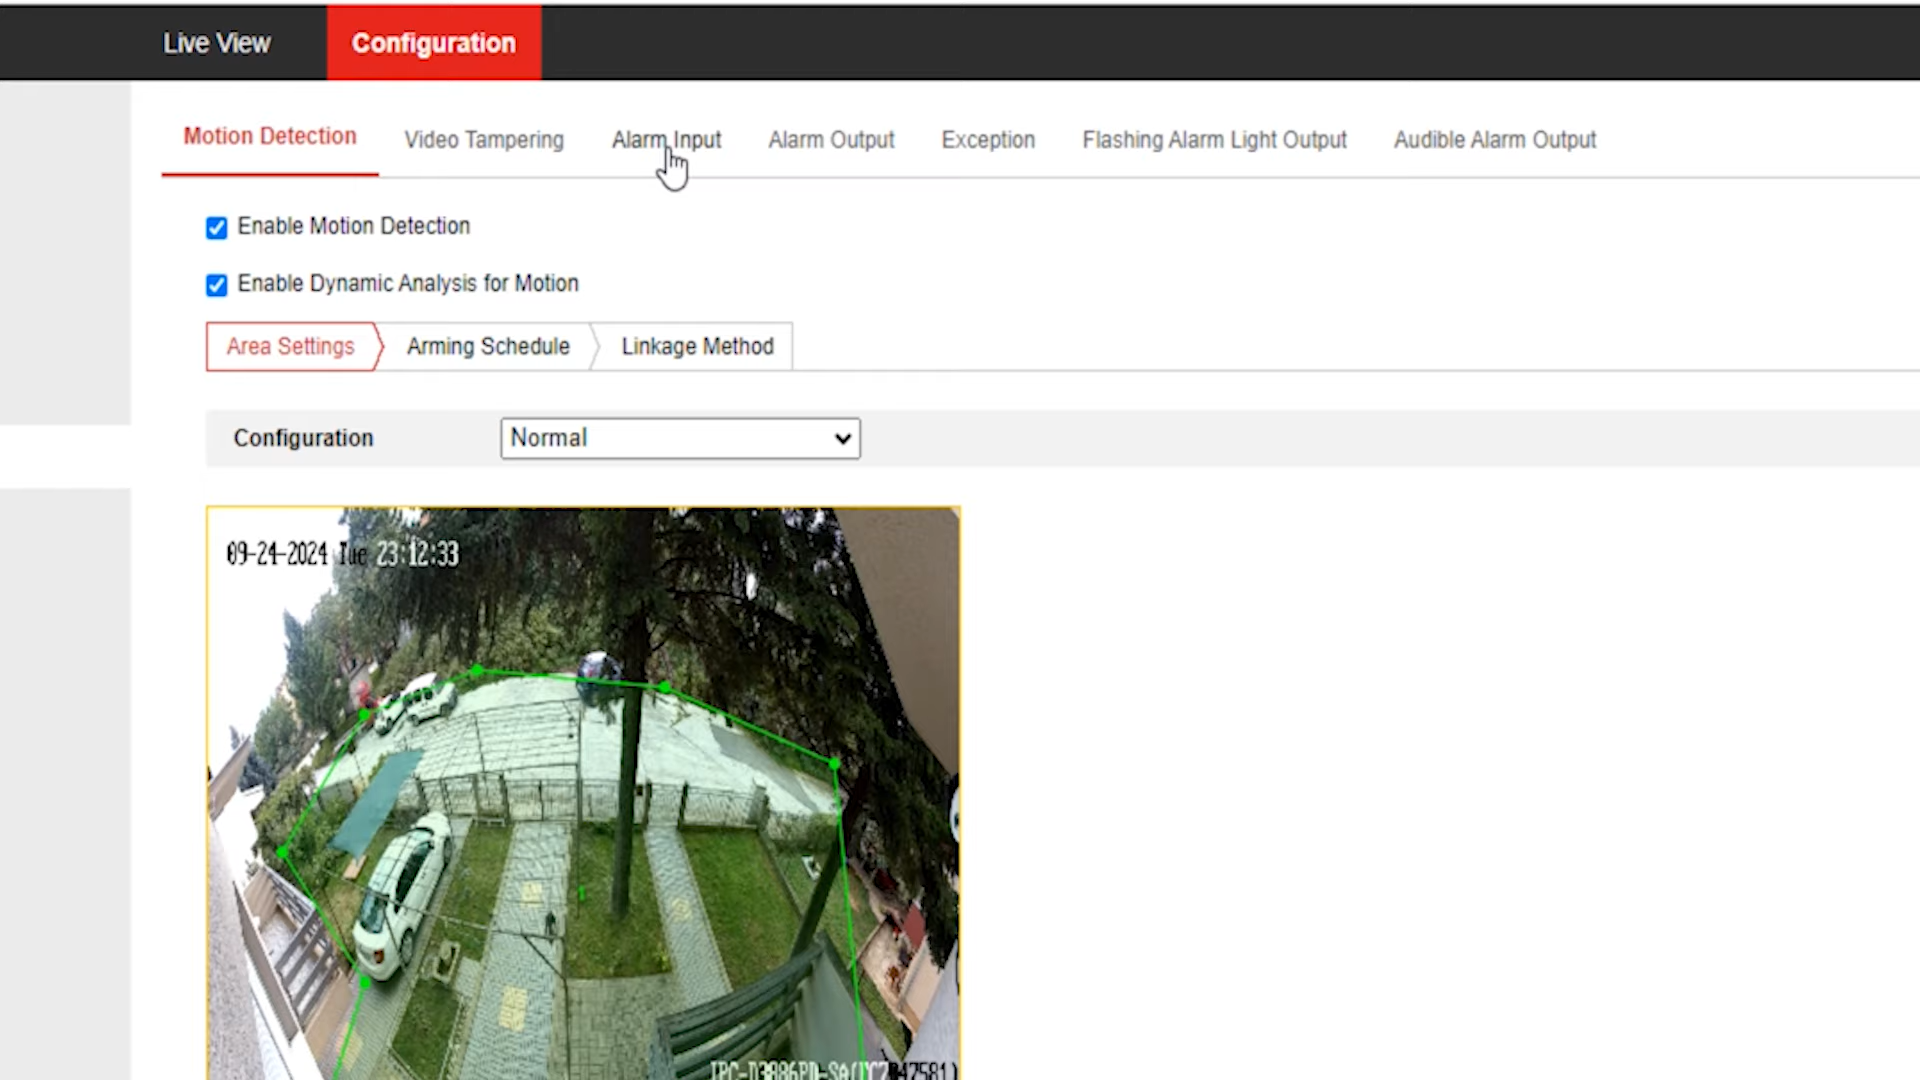 Live View Configuration
Motion Detection Video Tampering Alarm Input Alarm Output Exception Flashing Alarm Light Output Audible Alarm Output
Enable Motion Detection
Enable Dynamic Analysis for Motion
Area Settings Arming Schedule Linkage Method
Configuration Normal
09-24-2024 Tue 23:12:33